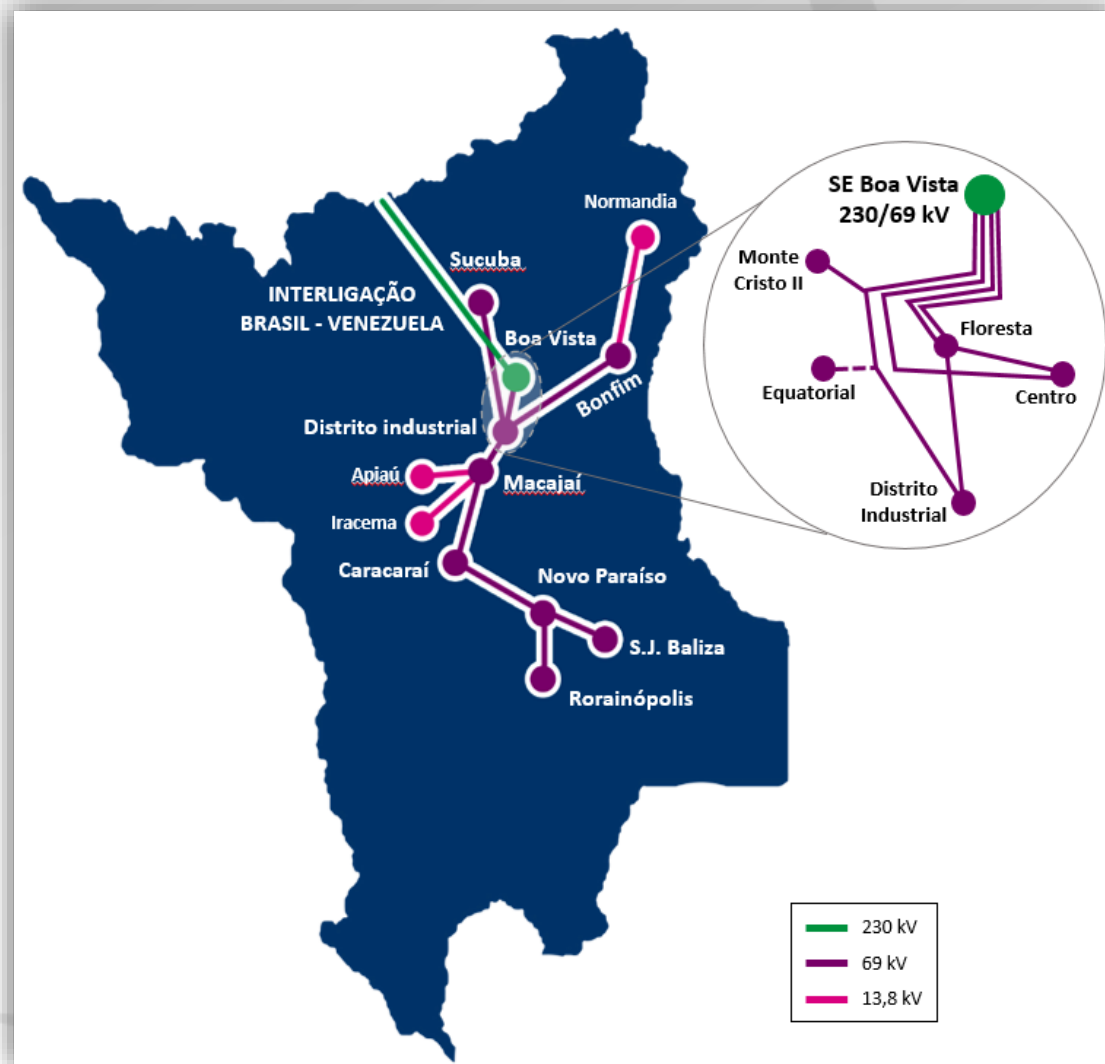 Normandia
Sucuba
INTERLIGAÇÃO
BRASIL - VENEZUELA
Boa Vista
Bonfim
Distrito industrial
Apiaú
Macajaí
Iracema
Caracaraí
Novo Paraíso
S.J. Baliza
Rorainópolis
SE Boa Vista
230/69 kV
Monte
Cristo II
Floresta
Equatorial
Centro
Distrito
Industrial
230 kV
69 kV
13,8 kV